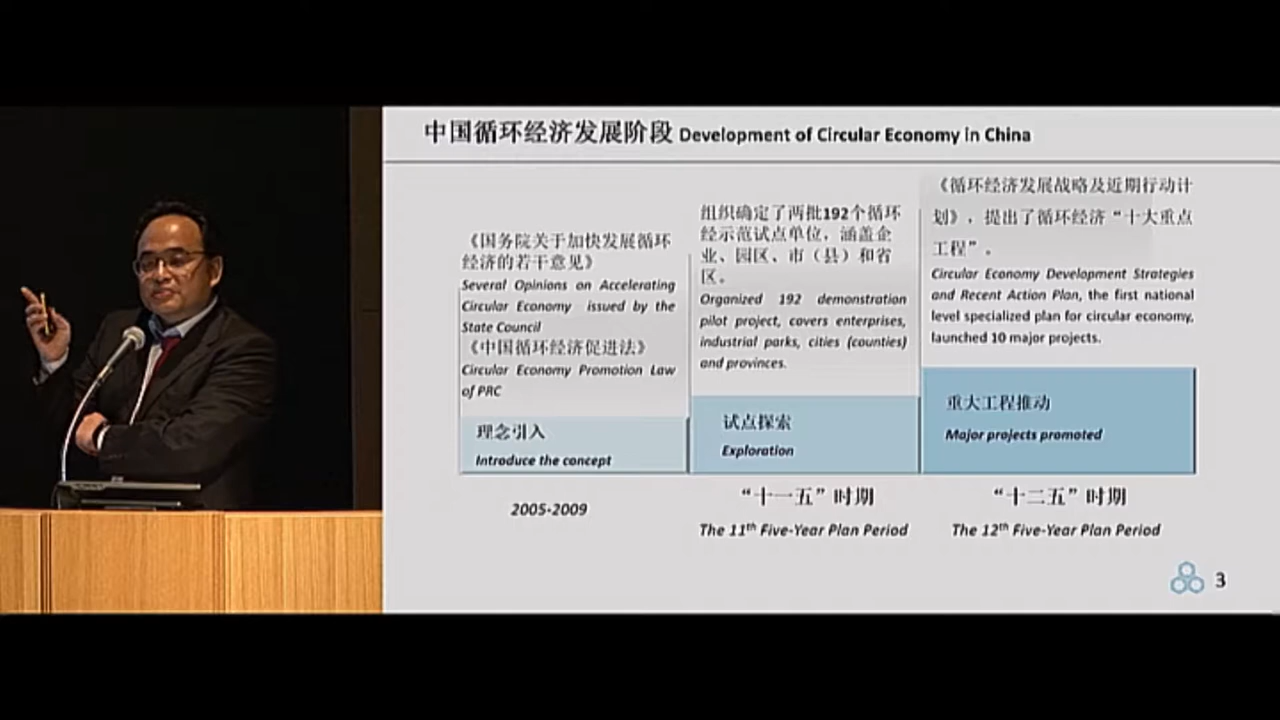 中国循环经济发展阶段 Development of Circular Economy in China
《国务院关于加快发展循环
经济的若干意见》
Several Opinions on Accelerating
Circular Economy issued by the
State Council
《中国循环经济促进法》
Circular Economy Promotion Law
of PRC
理念引入
Introduce the concept
2005-2009
组织确定了两批192个循环
经示范试点单位，涵盖企
业、园区、市（县）和省
区。
Organized 192 demonstration
pilot project, covers enterprises,
industrial parks, cities (counties)
and provinces.
试点探索
Exploration
“十一五”时期
The 11th Five-Year Plan Period
《循环经济发展战略及近期行动计
划》，提出了循环经济“十大重点
工程”。
Circular Economy Development Strategies
and Recent Action Plan, the first national
level specialized plan for circular economy,
launched 10 major projects.
重大工程推动
Major projects promoted
“十二五”时期
The 12th Five-Year Plan Period
3